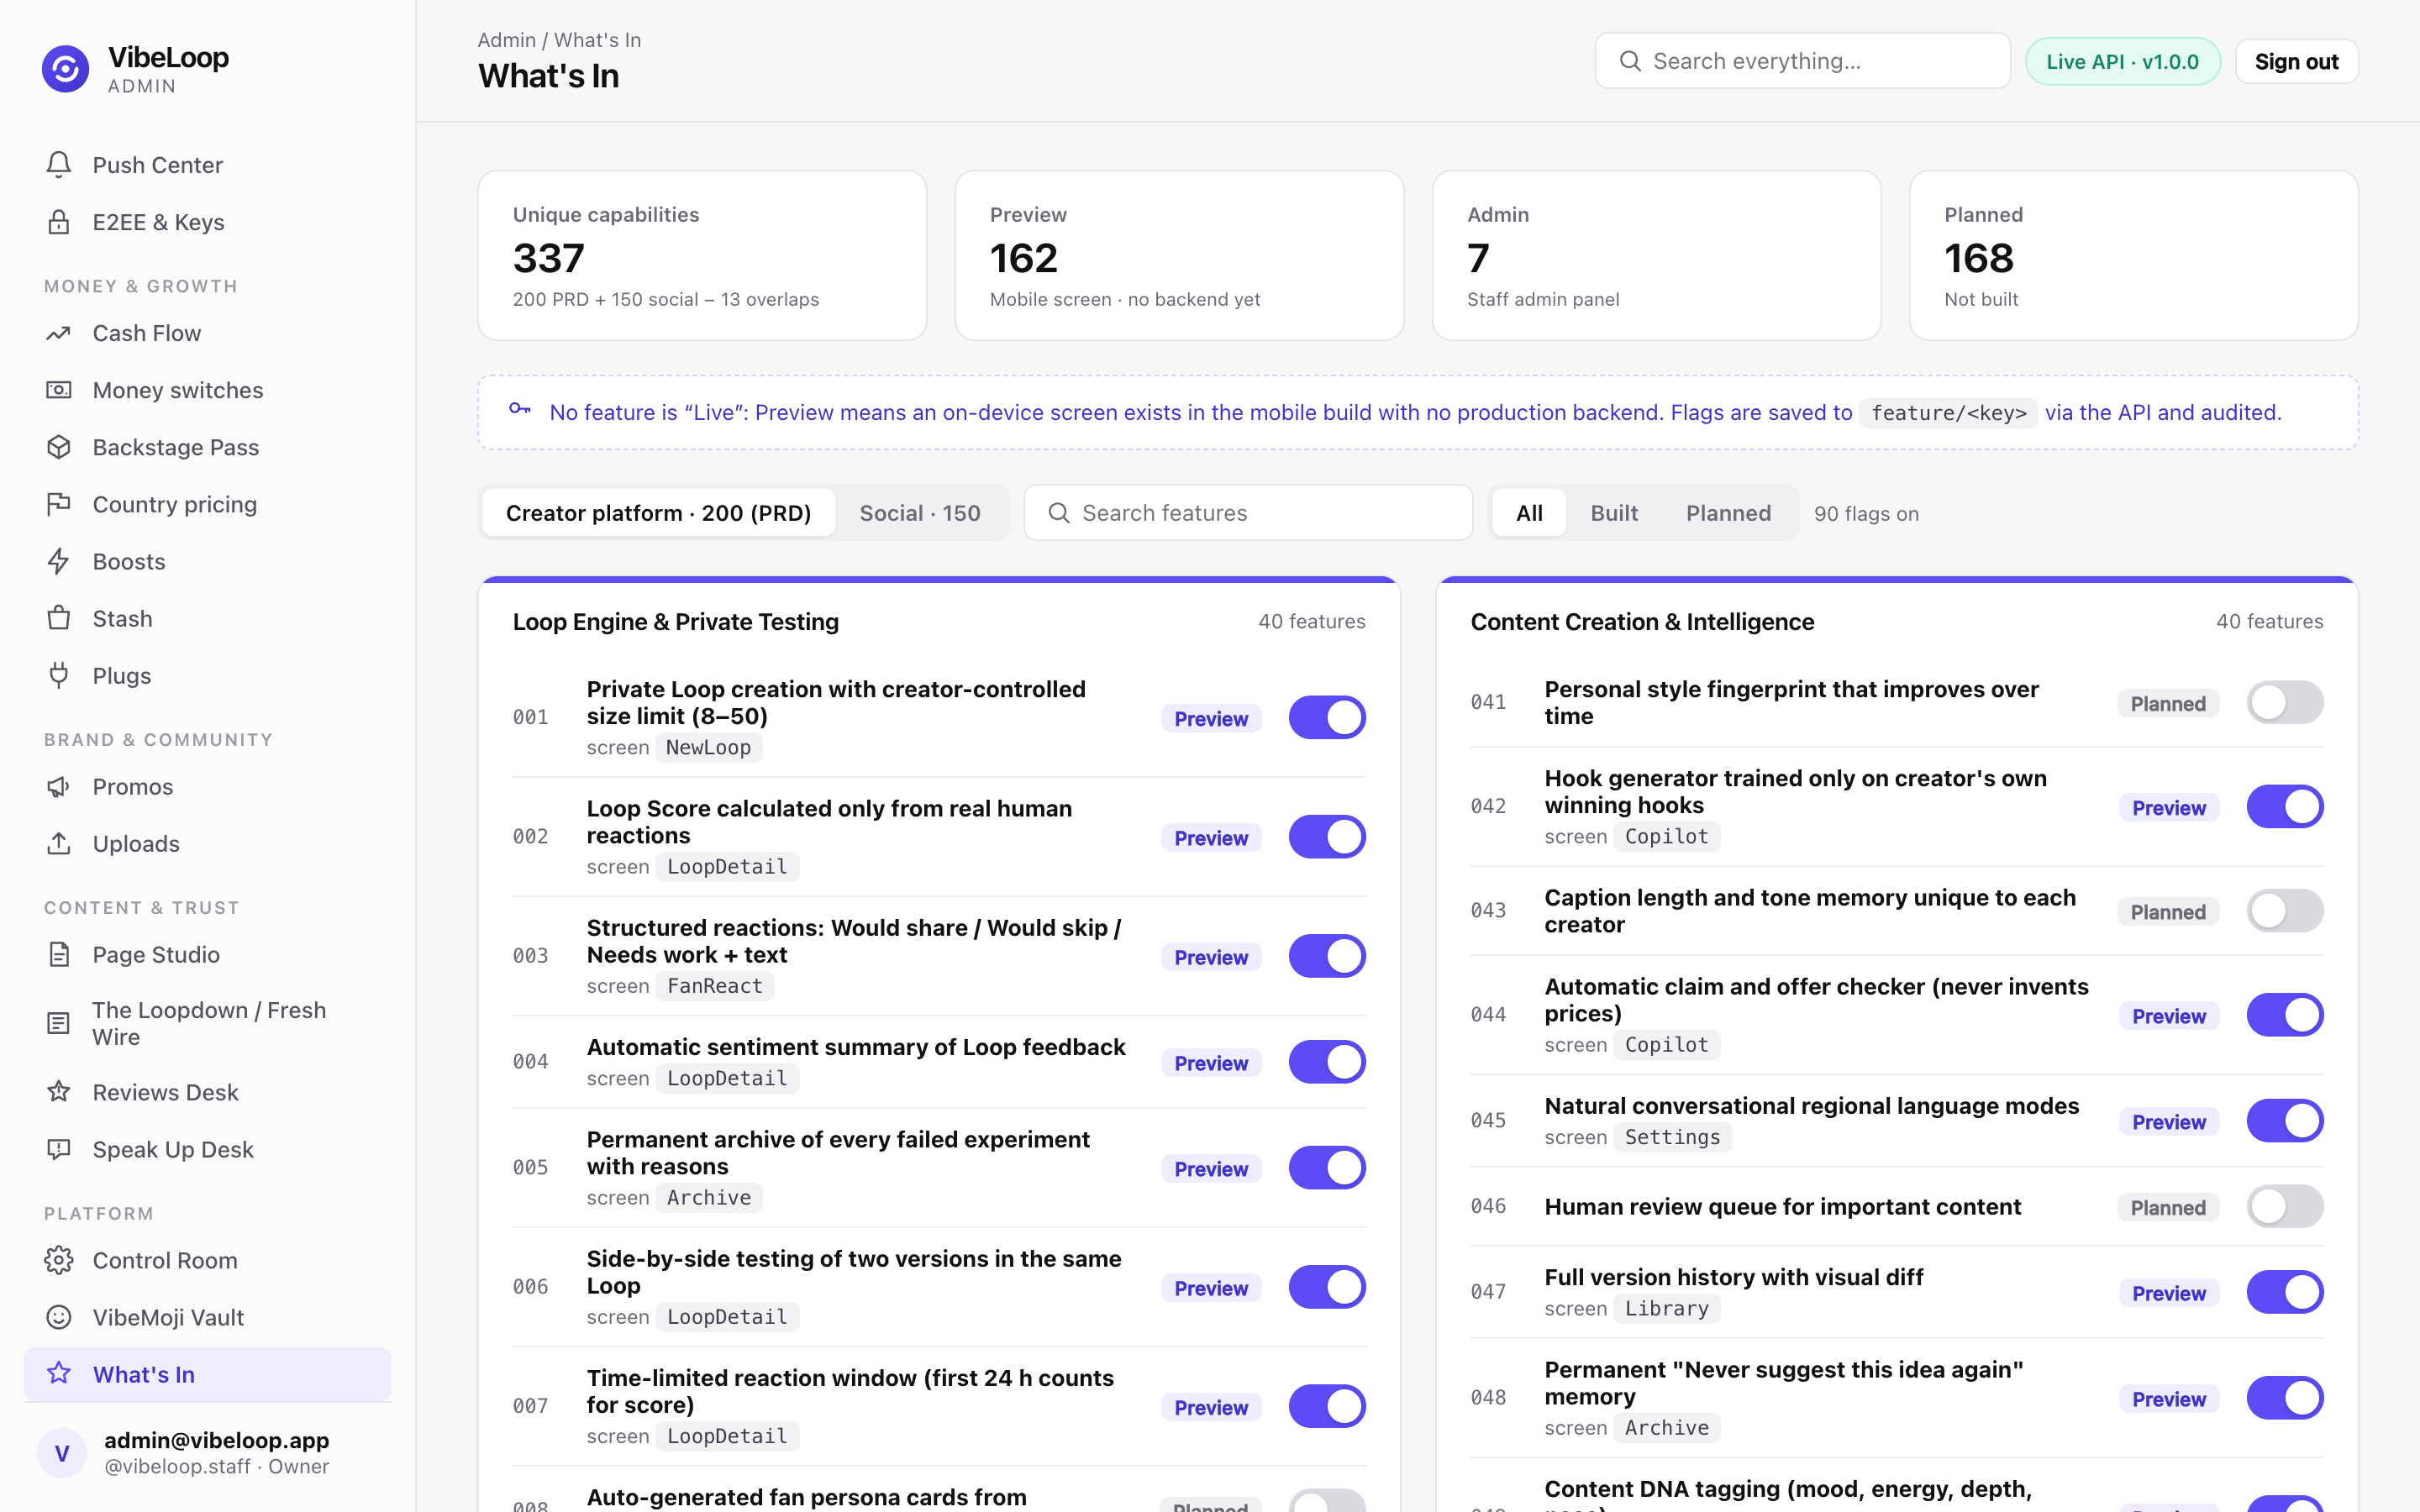 VibeLoop
ADMIN
Push Center
E2EE & Keys
MONEY & GROWTH
Cash Flow
Money switches
Backstage Pass
Country pricing
Boosts
Stash
Plugs
BRAND & COMMUNITY
Promos
Uploads
CONTENT & TRUST
Page Studio
The Loopdown / Fresh
Wire
Reviews Desk
Speak Up Desk
PLATFORM
Control Room
VibeMoji Vault
What's In
V
admin@vibeloop.app
@vibeloop.staff · Owner
Admin / What's In
What's In
Search everything...
Live API · v1.0.0
Sign out
Unique capabilities
337
200 PRD + 150 social – 13 overlaps
Preview
162
Mobile screen · no backend yet
Admin
7
Staff admin panel
Planned
168
Not built
No feature is “Live”: Preview means an on-device screen exists in the mobile build with no production backend. Flags are saved to feature/<key> via the API and audited.
Creator platform · 200 (PRD)
Social · 150
Search features
All
Built
Planned
90 flags on
Loop Engine & Private Testing
40 features
001
Private Loop creation with creator-controlled
size limit (8–50)
screen NewLoop
Preview
002
Loop Score calculated only from real human
reactions
screen LoopDetail
Preview
003
Structured reactions: Would share / Would skip /
Needs work + text
screen FanReact
Preview
004
Automatic sentiment summary of Loop feedback
screen LoopDetail
Preview
005
Permanent archive of every failed experiment
with reasons
screen Archive
Preview
006
Side-by-side testing of two versions in the same
Loop
screen LoopDetail
Preview
007
Time-limited reaction window (first 24 h counts
for score)
screen LoopDetail
Preview
008
Auto-generated fan persona cards from
Planned
Content Creation & Intelligence
40 features
041
Personal style fingerprint that improves over
time
Planned
042
Hook generator trained only on creator's own
winning hooks
screen Copilot
Preview
043
Caption length and tone memory unique to each
creator
Planned
044
Automatic claim and offer checker (never invents
prices)
screen Copilot
Preview
045
Natural conversational regional language modes
screen Settings
Preview
046
Human review queue for important content
Planned
047
Full version history with visual diff
screen Library
Preview
048
Permanent "Never suggest this idea again"
memory
screen Archive
Preview
Content DNA tagging (mood, energy, depth,